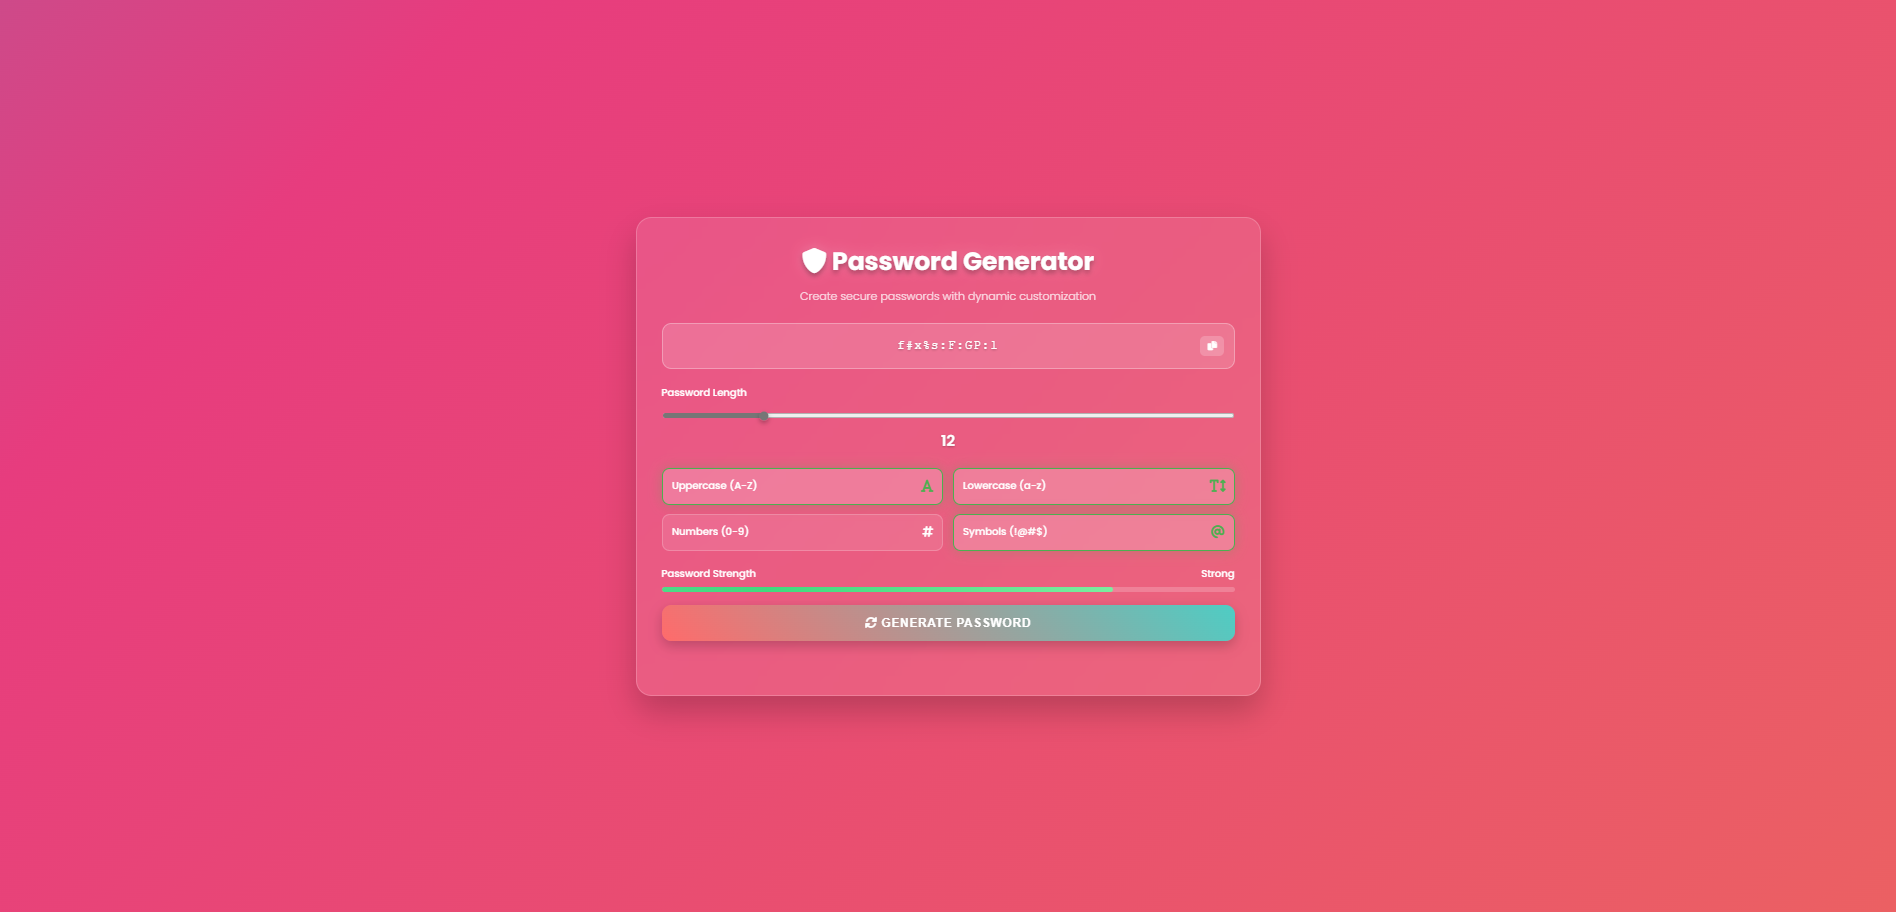 Password Generator
Create secure passwords with dynamic customization
f#x%s:F:GP:l
Password Length
12
Uppercase (A-Z) A
Lowercase (a-z) T
Numbers (0-9) #
Symbols (!@#$) @
Password Strength Strong
GENERATE PASSWORD